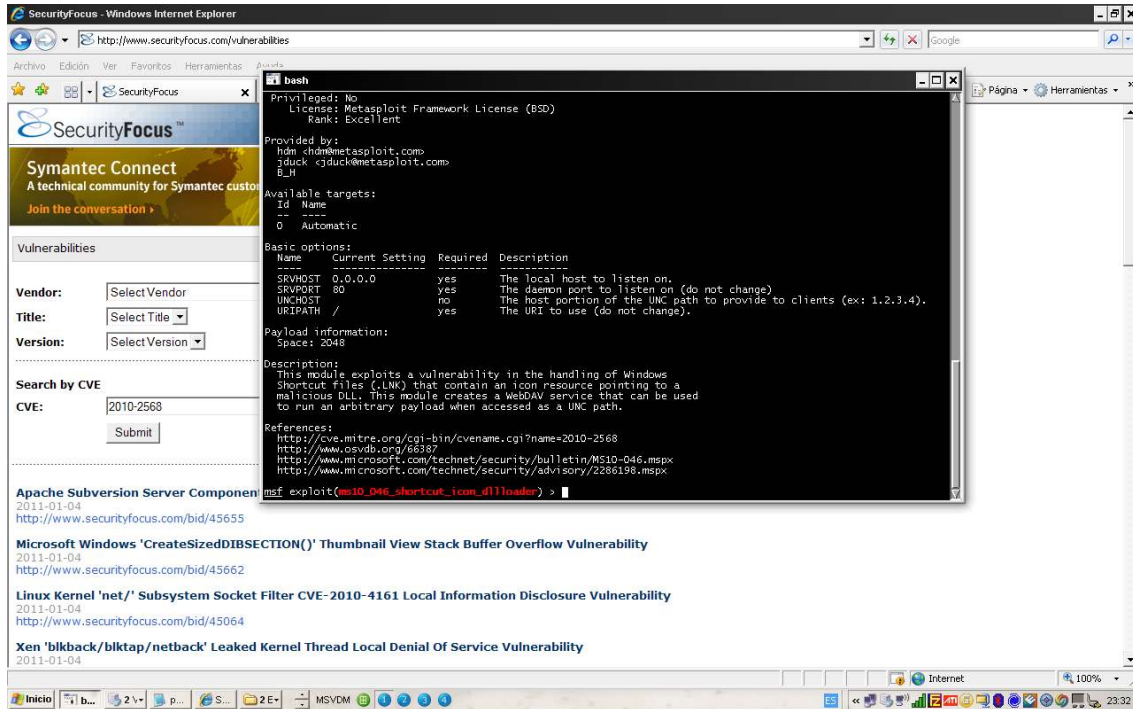 SecurityFocus - Windows Internet Explorer
http://www.securityfocus.com/vulnerabilities
Google
Archivo Edición Ver Favoritos Herramientas Ayuda
SecurityFocus
Página
Herramientas
SecurityFocus™
Symantec Connect
A technical community for Symantec
Join the conversation
Vulnerabilities
Vendor: Select Vendor
Title: Select Title
Version: Select Version
Search by CVE
CVE: 2010-2568
Submit
Apache Subversion Server
2011-01-04
http://www.securityfocus.com/bid/45655
Microsoft Windows 'CreateSizedDIBSECTION()' Thumbnail View Stack Buffer Overflow Vulnerability
2011-01-04
http://www.securityfocus.com/bid/45662
Linux Kernel 'net/' Subsystem Socket Filter CVE-2010-4161 Local Information Disclosure Vulnerability
2011-01-04
http://www.securityfocus.com/bid/45064
Xen 'blkback/blktap/netback' Leaked Kernel Thread Local Denial Of Service Vulnerability
2011-01-04
bash
Privileged: No
License: Metasploit Framework License (BSD)
Rank: Excellent
Provided by:
hdm <hdm@metasploit.com>
jduck <jduck@metasploit.com>
B_H
Available targets:
Id Name
-- ----
0 Automatic
Basic options:
Name Current Setting Required Description
---- --------------- -------- -----------
SRVHOST 0.0.0.0 yes The local host to listen on.
SRVPORT 80 yes The daemon port to listen on (do not change)
UNCHOST no The host portion of the UNC path to provide to clients (ex: 1.2.3.4).
URIPATH / yes The URI to use (do not change).
Payload information:
Space: 2048
Description:
This module exploits a vulnerability in the handling of Windows
Shortcut files (.LNK) that contain an icon resource pointing to a
malicious DLL. This module creates a WebDAV service that can be used
to run an arbitrary payload when accessed as a UNC path.
References:
http://cve.mitre.org/cgi-bin/cvename.cgi?name=2010-2568
http://www.osvdb.org/66387
http://www.microsoft.com/technet/security/bulletin/MS10-046.mspx
http://www.microsoft.com/technet/security/advisory/2286198.mspx
msf exploit(ms10_046_shortcut_icon_dllloader) >
Internet
100%
Inicio
b...
2 V
p...
S...
2 E
MSVDM
1 2 3 4
ES
23:32